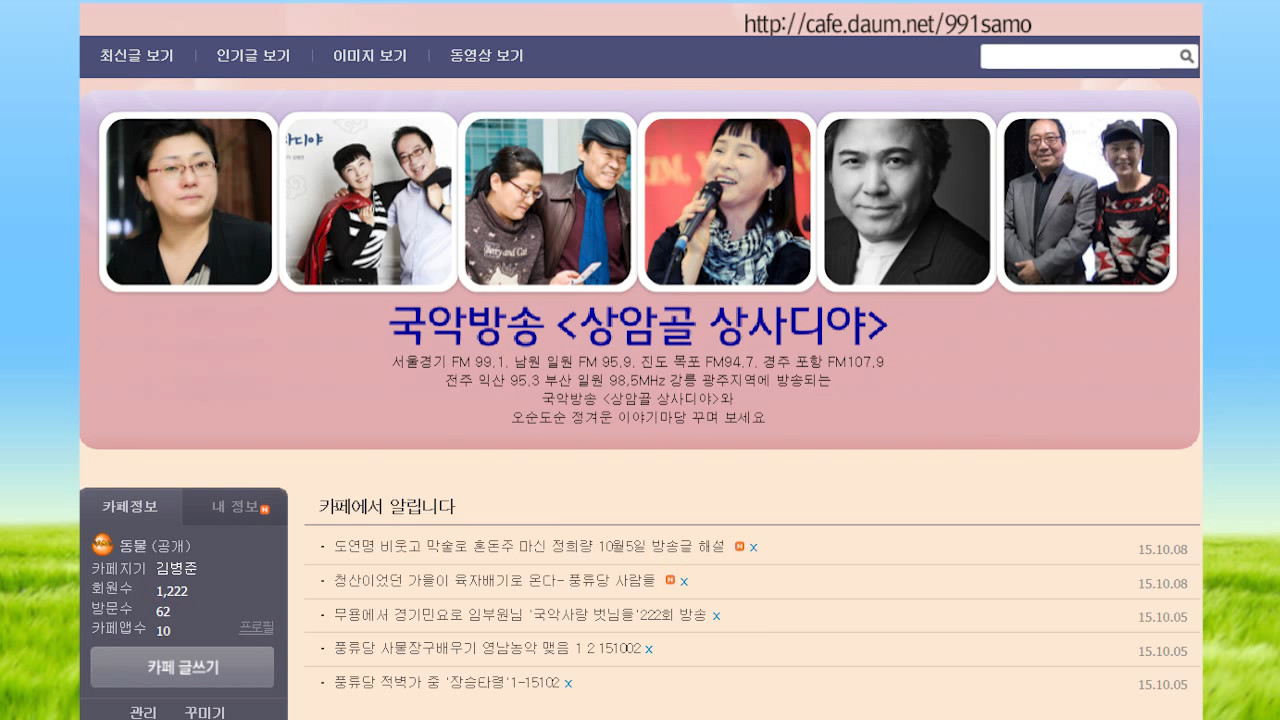 http://cafe.daum.net/991samo
최신글 보기 | 인기글 보기 | 이미지 보기 | 동영상 보기
디야
KIM, Y
Berry and Cat
국악방송 <상암골 상사디야>
서울경기 FM 99.1, 남원 일원 FM 95.9, 진도 목포 FM94.7, 경주 포항 FM107.9
전주 익산 95.3 부산 일원 98.5MHz 강릉 광주지역에 방송되는
국악방송 <상암골 상사디야>와
오순도순 정겨운 이야기마당 꾸며 보세요
카페정보 내 정보 N
동물 (공개)
카페지기 김병준
회원수 1,222
방문수 62
카페앱수 10 프로필
카페 글쓰기
관리 꾸미기
카페에서 알립니다
· 도연명 비웃고 막술로 혼돈주 마신 정희량 10월5일 방송글 해설 N x 15.10.08
· 청산이었던 가을이 육자배기로 온다- 풍류당 사람들 N x 15.10.08
· 무용에서 경기민요로 임부원님 '국악사랑 벗님들'222회 방송 x 15.10.05
· 풍류당 사물장구배우기 영남농악 맺음 1 2 151002 x 15.10.05
· 풍류당 적벽가 중 '장승타령'1-15102 x 15.10.05